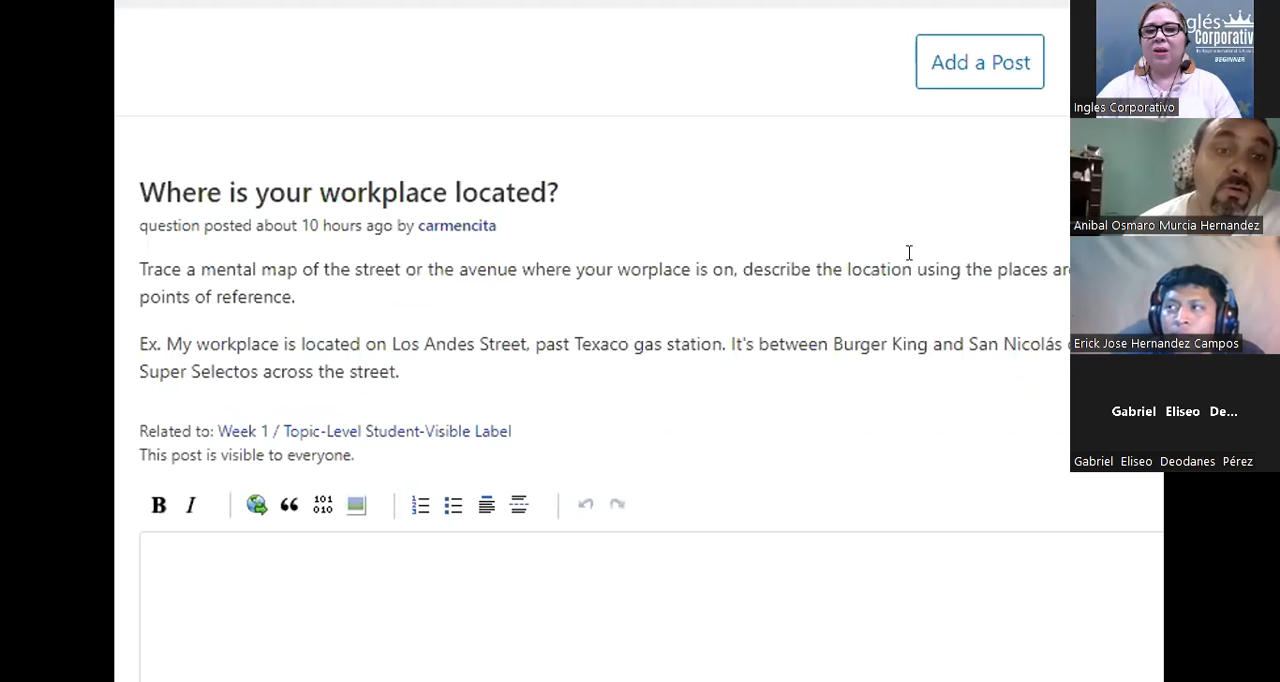 Add a Post
Where is your workplace located?
question posted about 10 hours ago by carmencita
Trace a mental map of the street or the avenue where your worplace is on, describe the location using the places
points of reference.
Ex. My workplace is located on Los Andes Street, past Texaco gas station. It's between Burger King and San Nicolás
Super Selectos across the street.
Related to: Week 1 / Topic-Level Student-Visible Label
This post is visible to everyone.
B I
101
010
glés
Corporativ
BEGINNER
Ingles Corporativo
Anibal Osmaro Murcia Hernandez
Erick Jose Hernandez Campos
Gabriel Eliseo De...
Gabriel Eliseo Deodanes Pérez